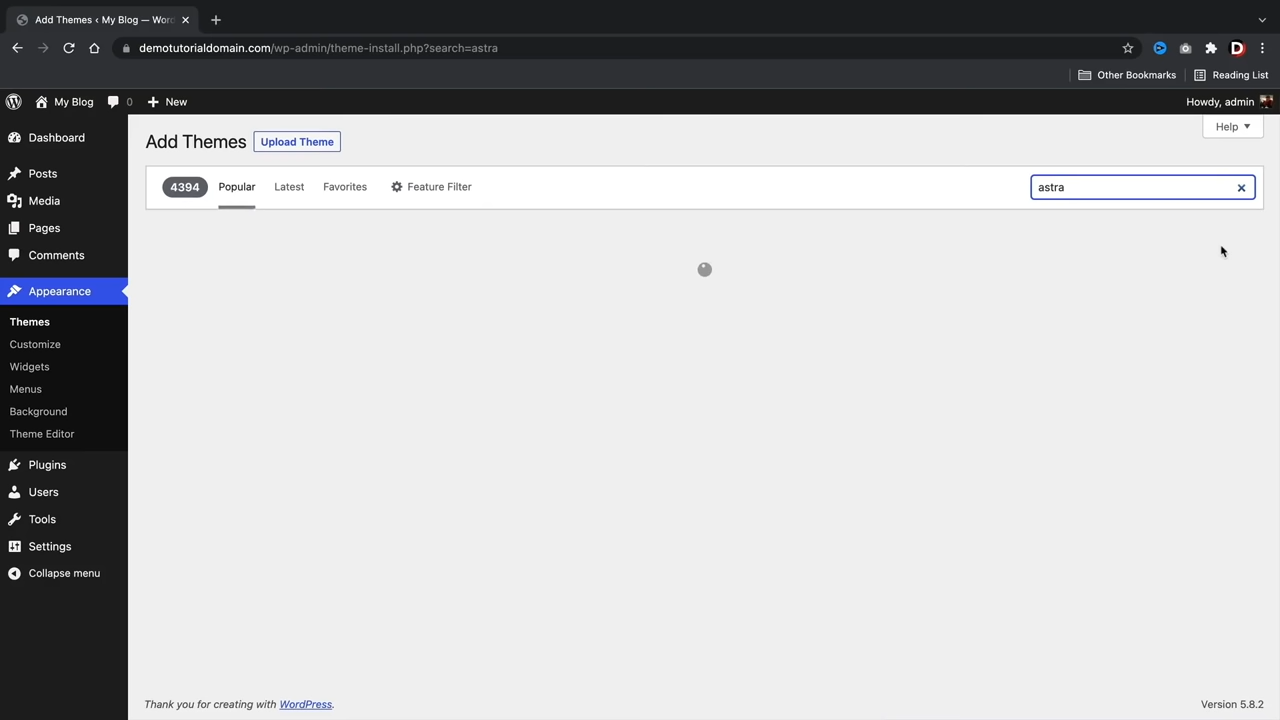 Add Themes ‹ My Blog — Wor
demotutorialdomain.com/wp-admin/theme-install.php?search=astra
D
Other Bookmarks
Reading List
My Blog
0
New
Howdy, admin
Dashboard
Posts
Media
Pages
Comments
Appearance
Themes
Customize
Widgets
Menus
Background
Theme Editor
Plugins
Users
Tools
Settings
Collapse menu
Add Themes
Upload Theme
Help
4394
Popular
Latest
Favorites
Feature Filter
astra
Thank you for creating with WordPress.
Version 5.8.2